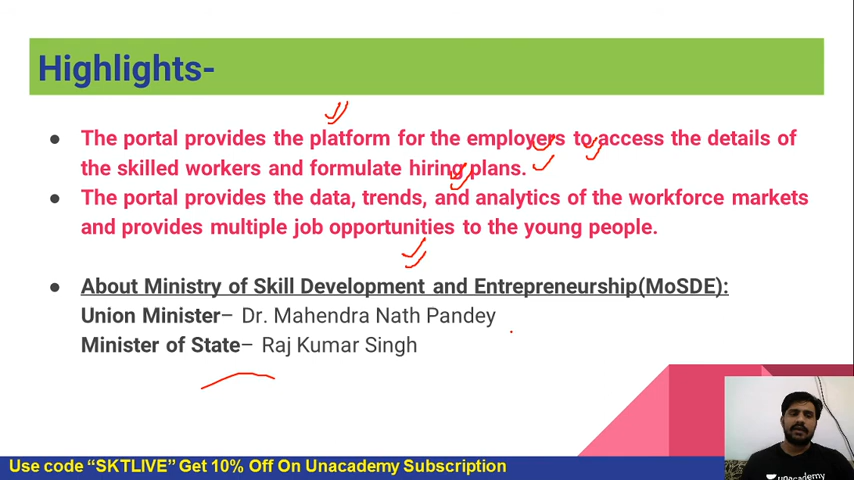 Highlights-
● The portal provides the platform for the employers to access the details of
the skilled workers and formulate hiring plans.
● The portal provides the data, trends, and analytics of the workforce markets
and provides multiple job opportunities to the young people.
● About Ministry of Skill Development and Entrepreneurship(MoSDE):
Union Minister– Dr. Mahendra Nath Pandey
Minister of State– Raj Kumar Singh
unacademy
Use code “SKTLIVE” Get 10% Off On Unacademy Subscription